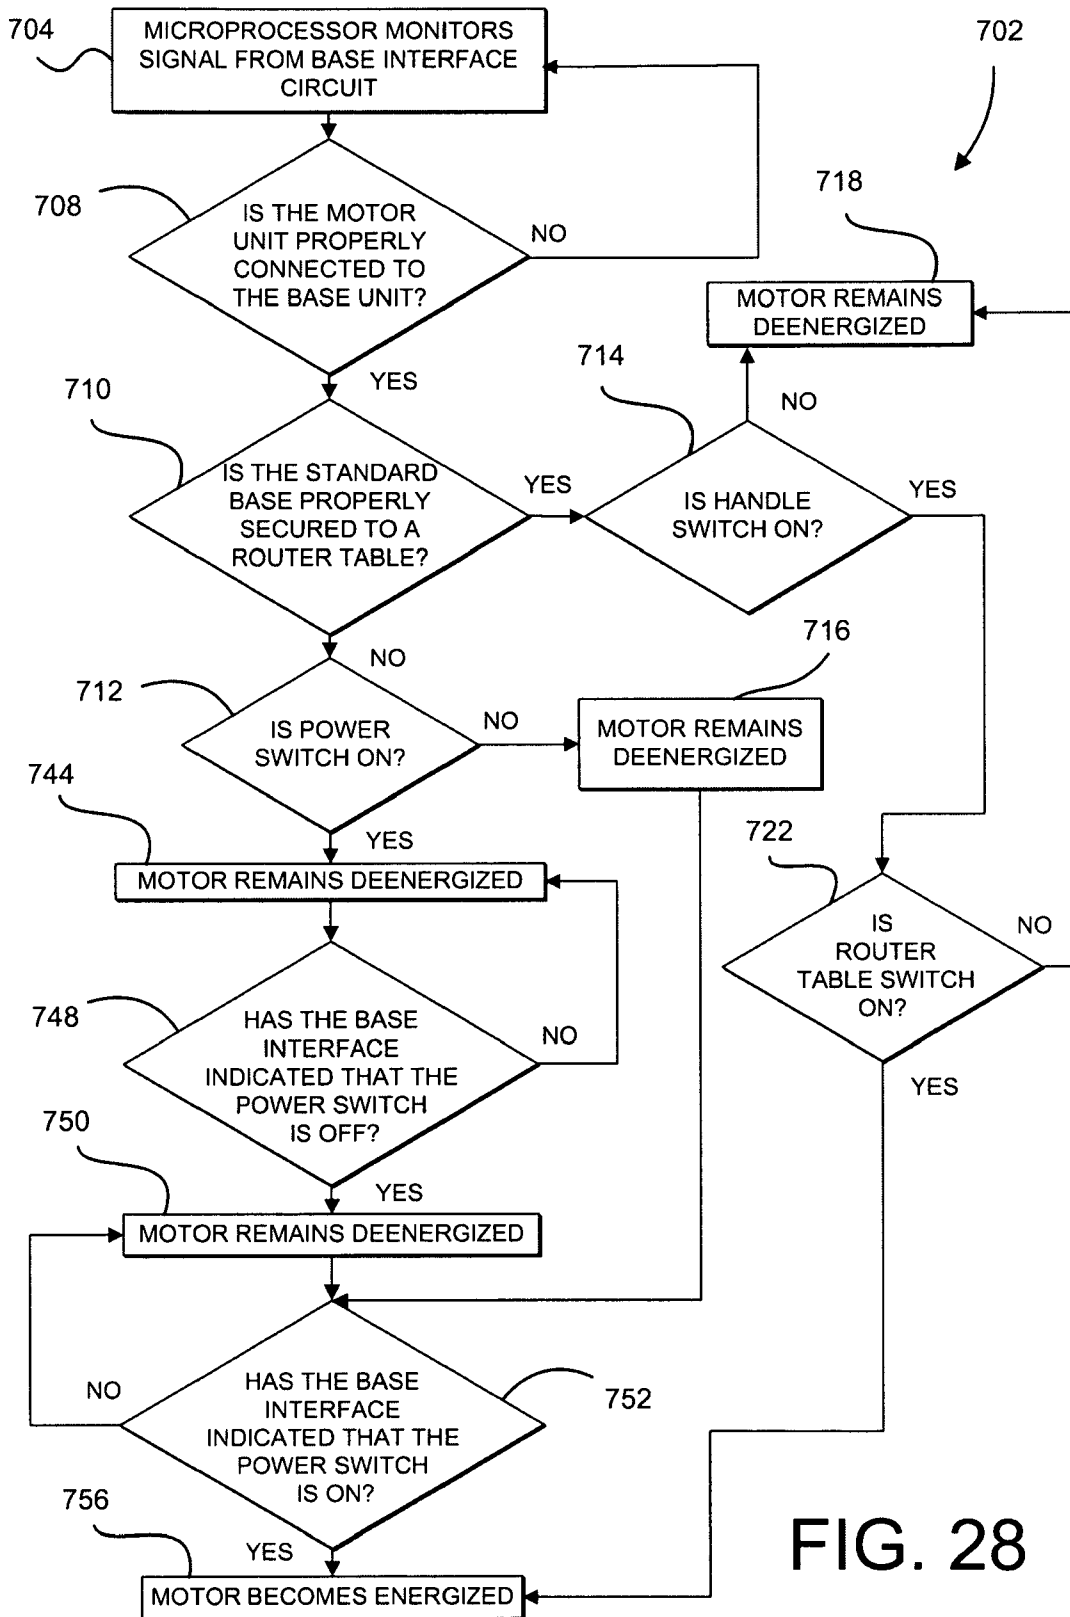 704
MICROPROCESSOR MONITORS
SIGNAL FROM BASE INTERFACE
CIRCUIT
702
708
IS THE MOTOR
UNIT PROPERLY
CONNECTED TO
THE BASE UNIT?
NO
718
MOTOR REMAINS
DEENERGIZED
YES
710
714
NO
IS THE STANDARD
BASE PROPERLY
SECURED TO A
ROUTER TABLE?
YES
IS HANDLE
SWITCH ON?
YES
716
NO
712
IS POWER
SWITCH ON?
NO
MOTOR REMAINS
DEENERGIZED
744
YES
722
MOTOR REMAINS DEENERGIZED
IS
ROUTER
TABLE SWITCH
ON?
NO
748
HAS THE BASE
INTERFACE
INDICATED THAT THE
POWER SWITCH
IS OFF?
NO
YES
750
YES
MOTOR REMAINS DEENERGIZED
NO
HAS THE BASE
INTERFACE
INDICATED THAT THE
POWER SWITCH
IS ON?
752
756
YES
MOTOR BECOMES ENERGIZED
FIG. 28